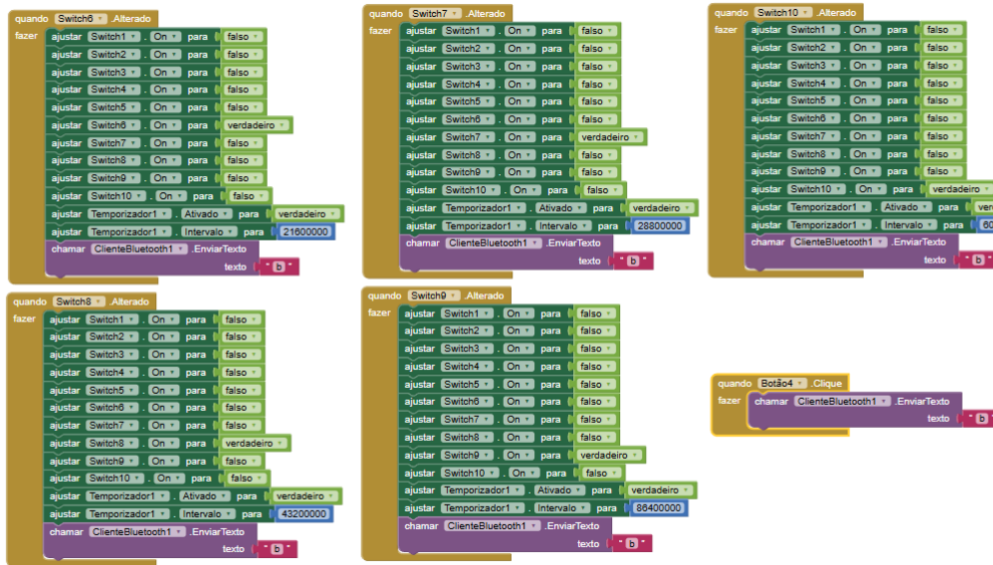 quando Switch6 .Alterado
fazer ajustar Switch1 . On para falso
ajustar Switch2 . On para falso
ajustar Switch3 . On para falso
ajustar Switch4 . On para falso
ajustar Switch5 . On para falso
ajustar Switch6 . On para verdadeiro
ajustar Switch7 . On para falso
ajustar Switch8 . On para falso
ajustar Switch9 . On para falso
ajustar Switch10 . On para falso
ajustar Temporizador1 . Ativado para verdadeiro
ajustar Temporizador1 . Intervalo para 21600000
chamar ClienteBluetooth1 .EnviarTexto
texto " b "
quando Switch7 .Alterado
fazer ajustar Switch1 . On para falso
ajustar Switch2 . On para falso
ajustar Switch3 . On para falso
ajustar Switch4 . On para falso
ajustar Switch5 . On para falso
ajustar Switch6 . On para falso
ajustar Switch7 . On para verdadeiro
ajustar Switch8 . On para falso
ajustar Switch9 . On para falso
ajustar Switch10 . On para falso
ajustar Temporizador1 . Ativado para verdadeiro
ajustar Temporizador1 . Intervalo para 28800000
chamar ClienteBluetooth1 .EnviarTexto
texto " b "
quando Switch10 .Alterado
fazer ajustar Switch1 . On para falso
ajustar Switch2 . On para falso
ajustar Switch3 . On para falso
ajustar Switch4 . On para falso
ajustar Switch5 . On para falso
ajustar Switch6 . On para falso
ajustar Switch7 . On para falso
ajustar Switch8 . On para falso
ajustar Switch9 . On para falso
ajustar Switch10 . On para verdadeiro
ajustar Temporizador1 . Ativado para
ajustar Temporizador1 . Intervalo para
chamar ClienteBluetooth1 .EnviarTexto
texto " b "
quando Switch8 .Alterado
fazer ajustar Switch1 . On para falso
ajustar Switch2 . On para falso
ajustar Switch3 . On para falso
ajustar Switch4 . On para falso
ajustar Switch5 . On para falso
ajustar Switch6 . On para falso
ajustar Switch7 . On para falso
ajustar Switch8 . On para verdadeiro
ajustar Switch9 . On para falso
ajustar Switch10 . On para falso
ajustar Temporizador1 . Ativado para verdadeiro
ajustar Temporizador1 . Intervalo para 43200000
chamar ClienteBluetooth1 .EnviarTexto
texto " b "
quando Switch9 .Alterado
fazer ajustar Switch1 . On para falso
ajustar Switch2 . On para falso
ajustar Switch3 . On para falso
ajustar Switch4 . On para falso
ajustar Switch5 . On para falso
ajustar Switch6 . On para falso
ajustar Switch7 . On para falso
ajustar Switch8 . On para falso
ajustar Switch9 . On para verdadeiro
ajustar Switch10 . On para falso
ajustar Temporizador1 . Ativado para verdadeiro
ajustar Temporizador1 . Intervalo para 86400000
chamar ClienteBluetooth1 .EnviarTexto
texto " b "
quando Botão4 .Clique
fazer chamar ClienteBluetooth1 .EnviarTexto
texto " b "